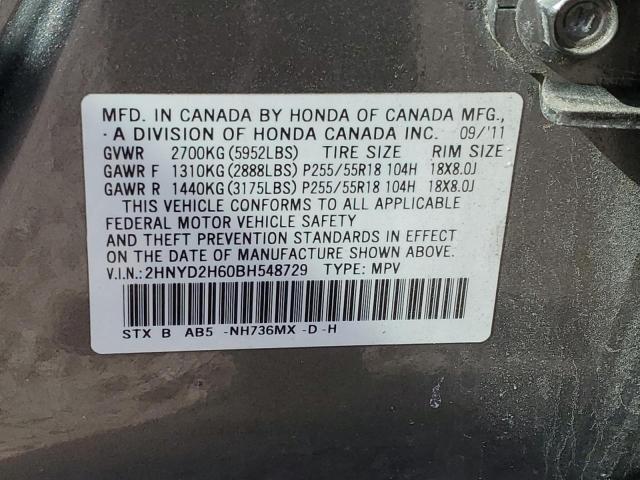 MFD. IN CANADA BY HONDA OF CANADA MFG.,
A DIVISION OF HONDA CANADA INC. 09/'11
GVWR 2700KG(5952LBS) TIRE SIZE RIM SIZE
GAWR F 1310KG(2888LBS) P255/55R18 104H 18X8.0J
GAWR R 1440KG(3175LBS) P255/55R18 104H 18X8.0J
THIS VEHICLE CONFORMS TO ALL APPLICABLE
FEDERAL MOTOR VEHICLE SAFETY
AND THEFT PREVENTION STANDARDS IN EFFECT
ON THE DATE OF MANUFACTURE SHOWN ABOVE.
V.I.N.:2HNYD2H60BH548729 TYPE: MPV
STX B AB5 -NH736MX -D -H